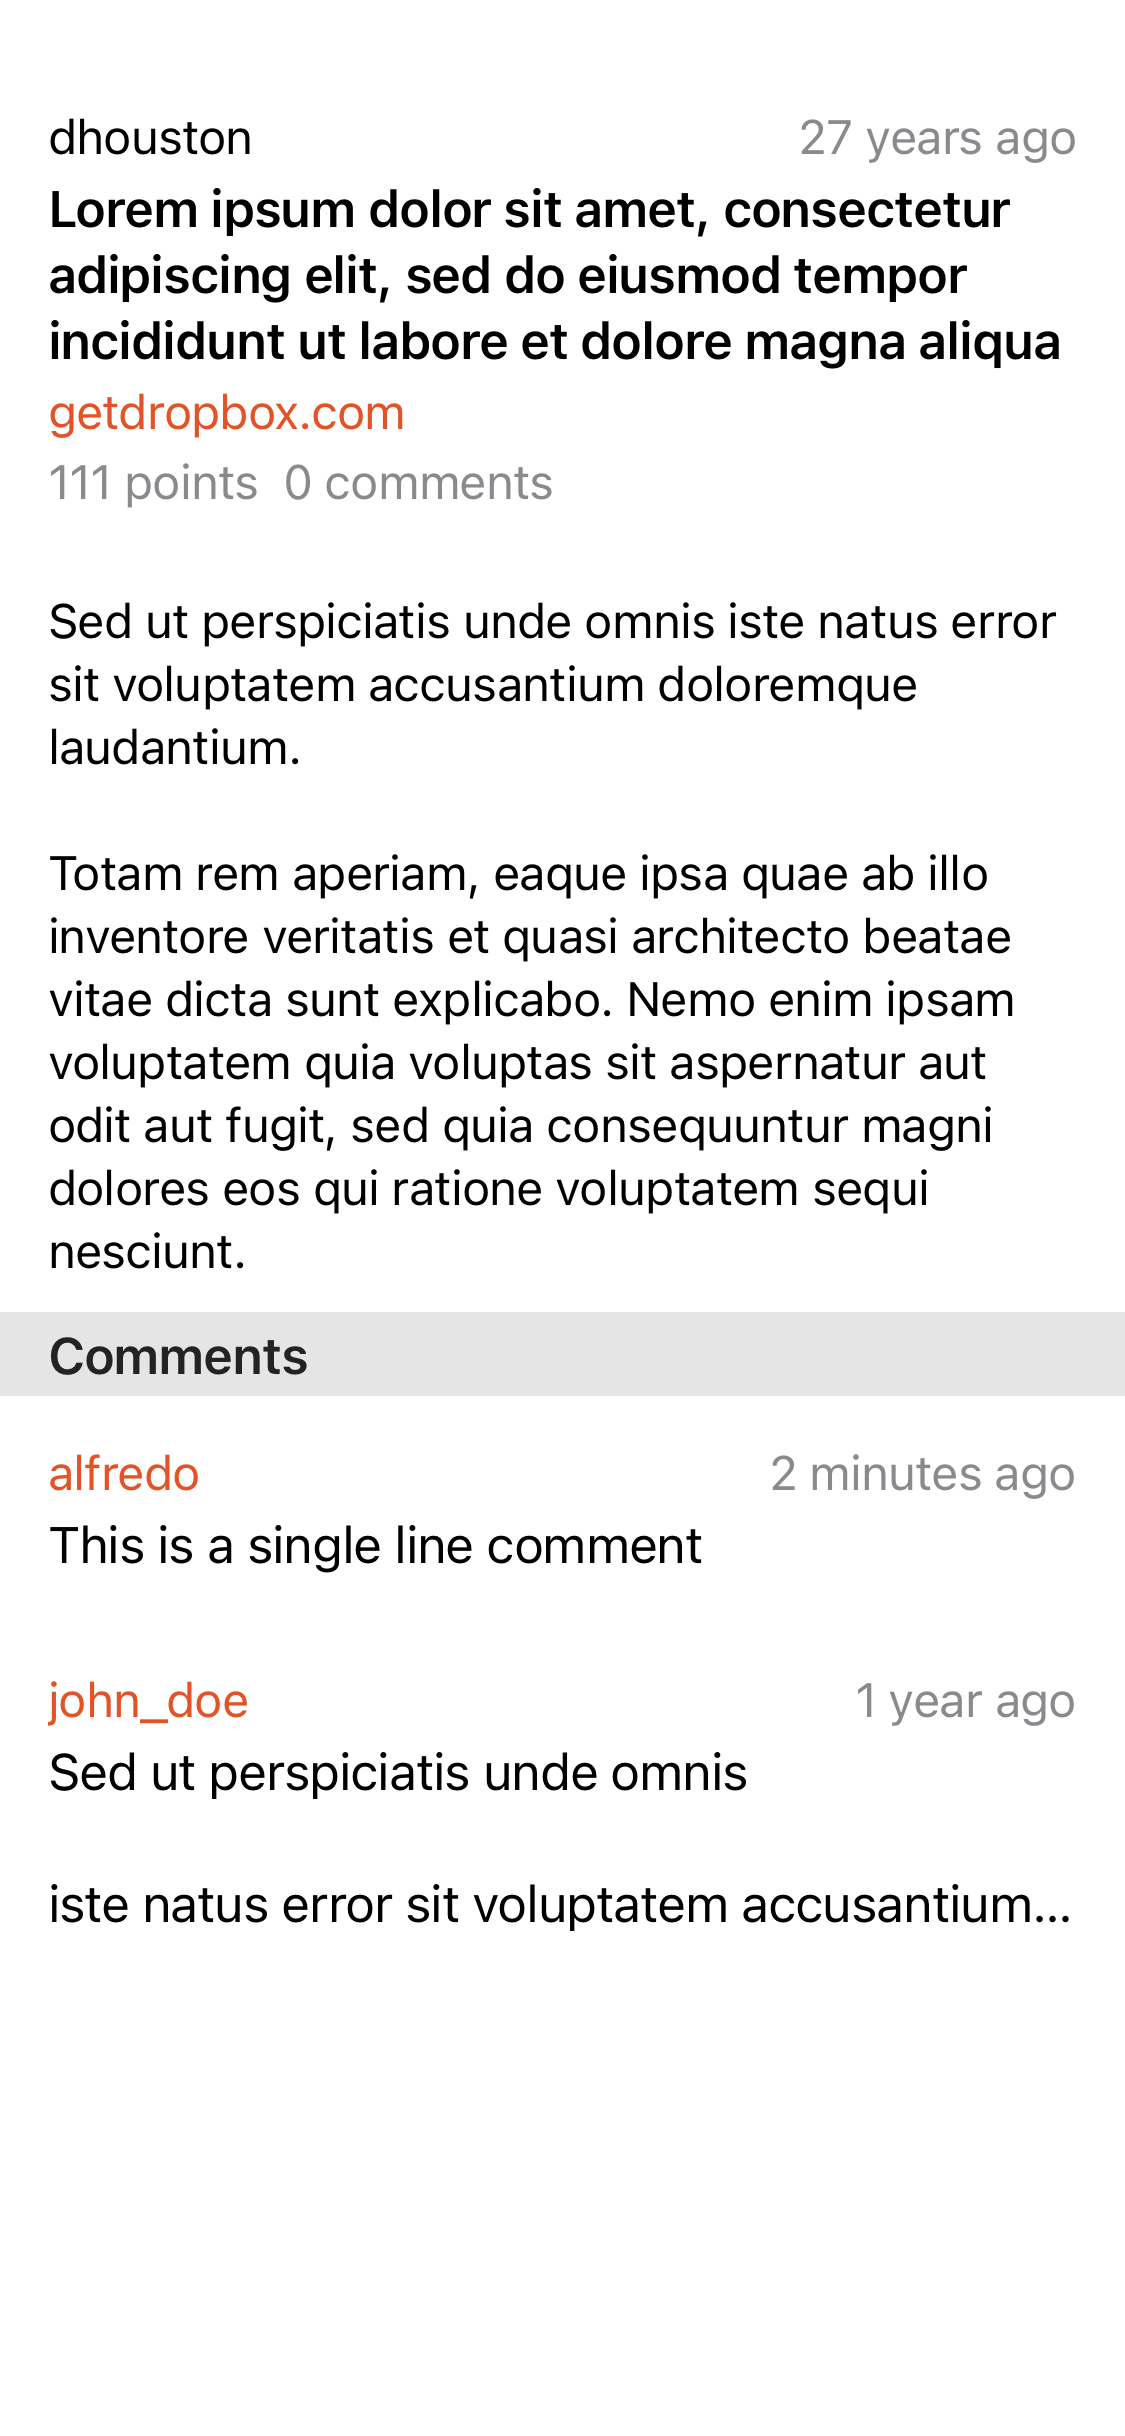 dhouston 27 years ago
Lorem ipsum dolor sit amet, consectetur
adipiscing elit, sed do eiusmod tempor
incididunt ut labore et dolore magna aliqua
getdropbox.com
111 points 0 comments
Sed ut perspiciatis unde omnis iste natus error
sit voluptatem accusantium doloremque
laudantium.
Totam rem aperiam, eaque ipsa quae ab illo
inventore veritatis et quasi architecto beatae
vitae dicta sunt explicabo. Nemo enim ipsam
voluptatem quia voluptas sit aspernatur aut
odit aut fugit, sed quia consequuntur magni
dolores eos qui ratione voluptatem sequi
nesciunt.
Comments
alfredo 2 minutes ago
This is a single line comment
john_doe 1 year ago
Sed ut perspiciatis unde omnis
iste natus error sit voluptatem accusantium...